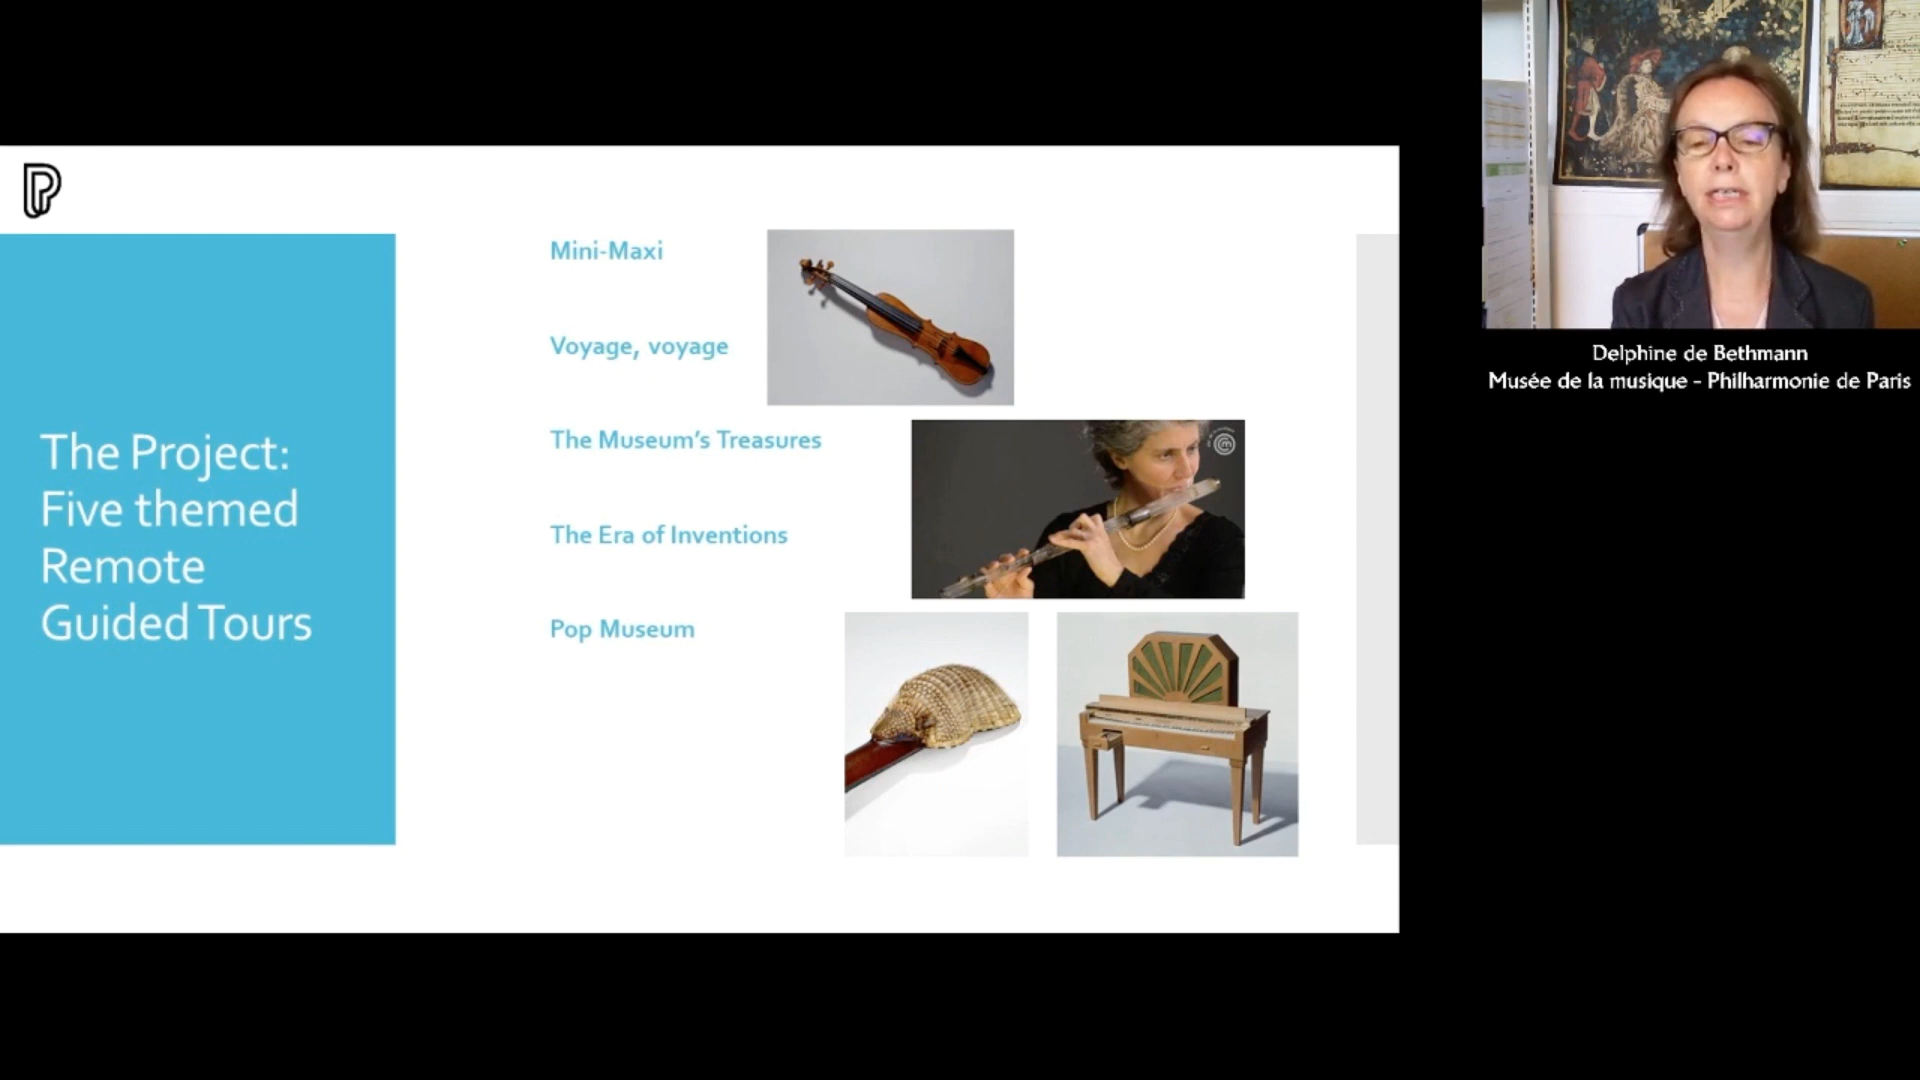 The Project:
Five themed
Remote
Guided Tours
Mini-Maxi
Voyage, voyage
The Museum's Treasures
The Era of Inventions
Pop Museum
Delphine de Bethmann
Musée de la musique - Philharmonie de Paris